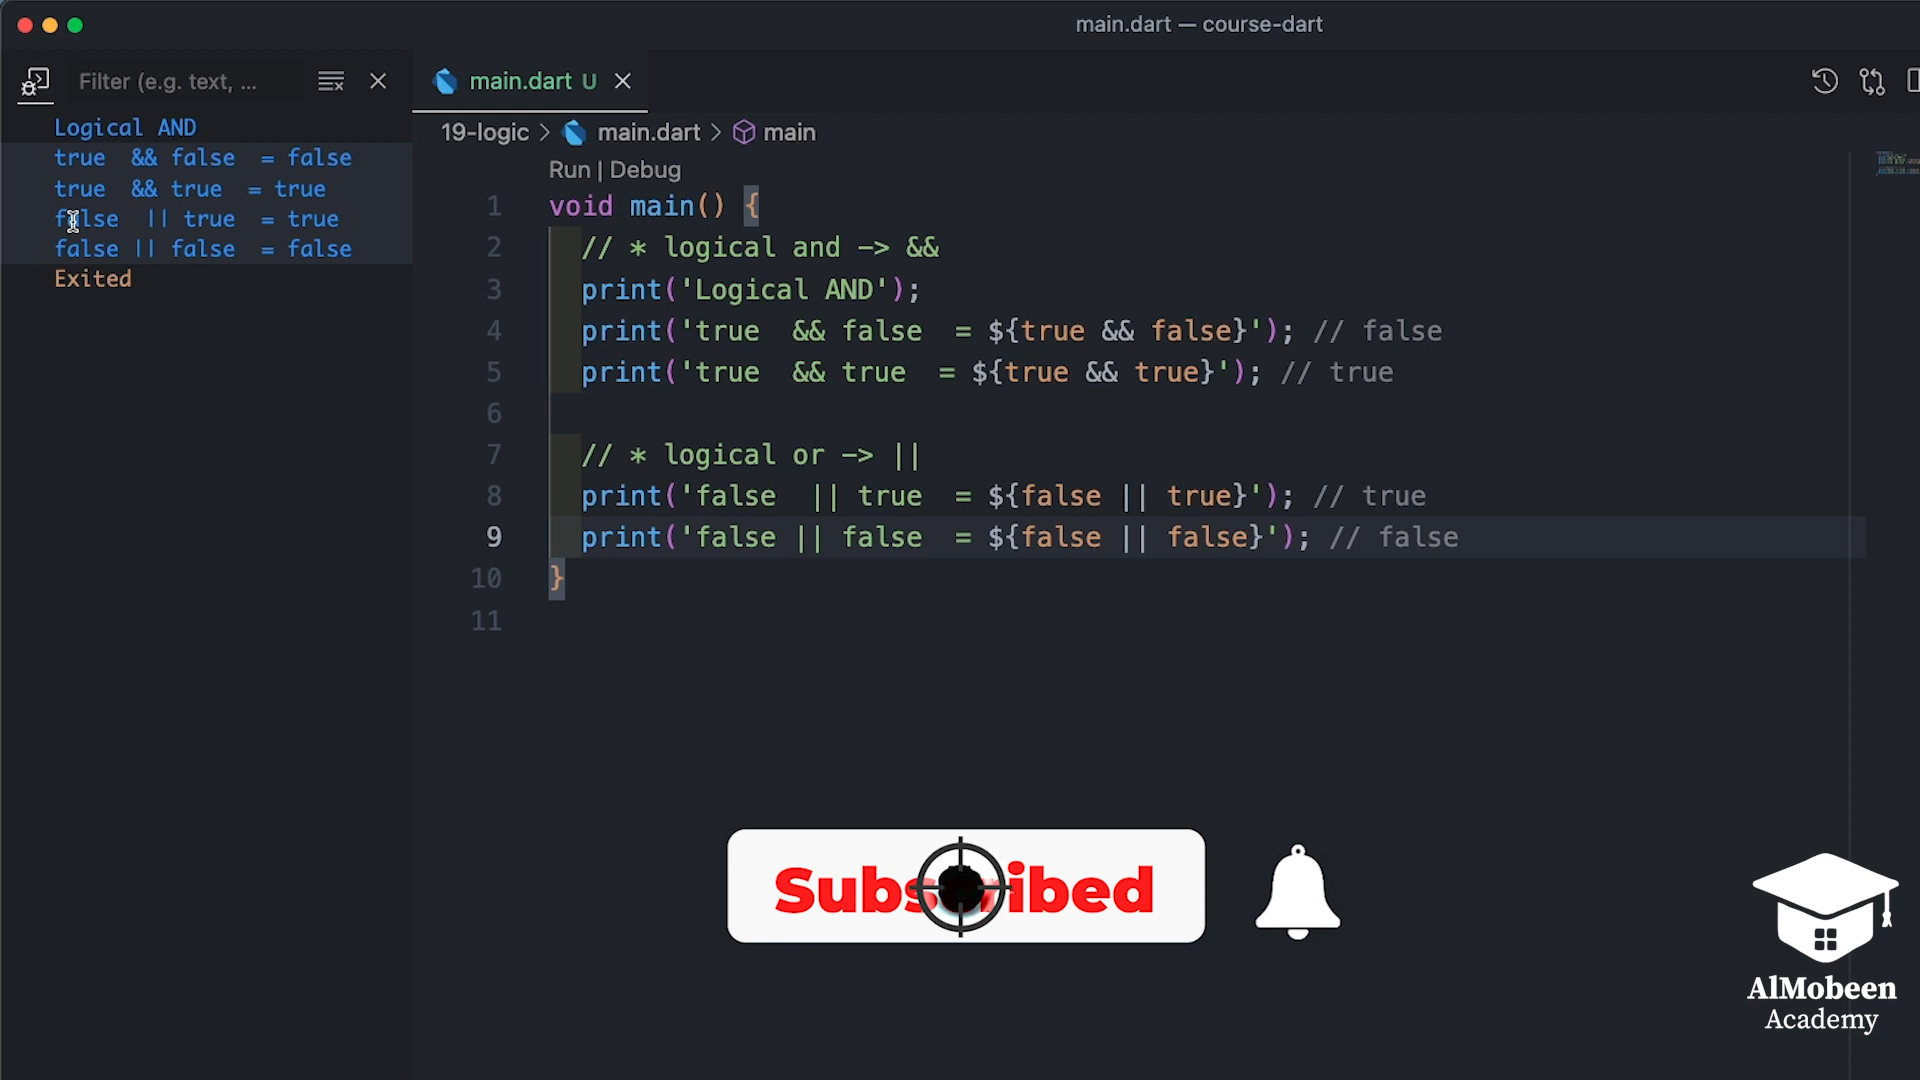 main.dart — course-dart
Filter (e.g. text, ...
main.dart U
Logical AND
true  && false  = false
true  && true  = true
false  || true  = true
false || false  = false
Exited
19-logic > main.dart > main
Run | Debug
1 void main() {
2   // * logical and -> &&
3   print('Logical AND');
4   print('true  && false  = ${true && false}'); // false
5   print('true  && true  = ${true && true}'); // true
6
7   // * logical or -> ||
8   print('false  || true  = ${false || true}'); // true
9   print('false || false  = ${false || false}'); // false
10 }
11
Subscribed
AlMobeen
Academy